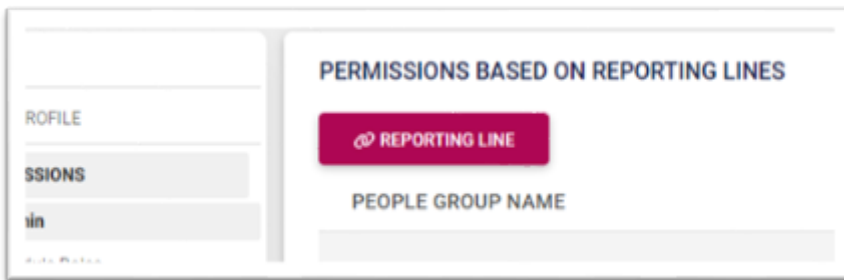 PERMISSIONS BASED ON REPORTING LINES
ROFILE
REPORTING LINE
SSIONS
PEOPLE GROUP NAME
nin